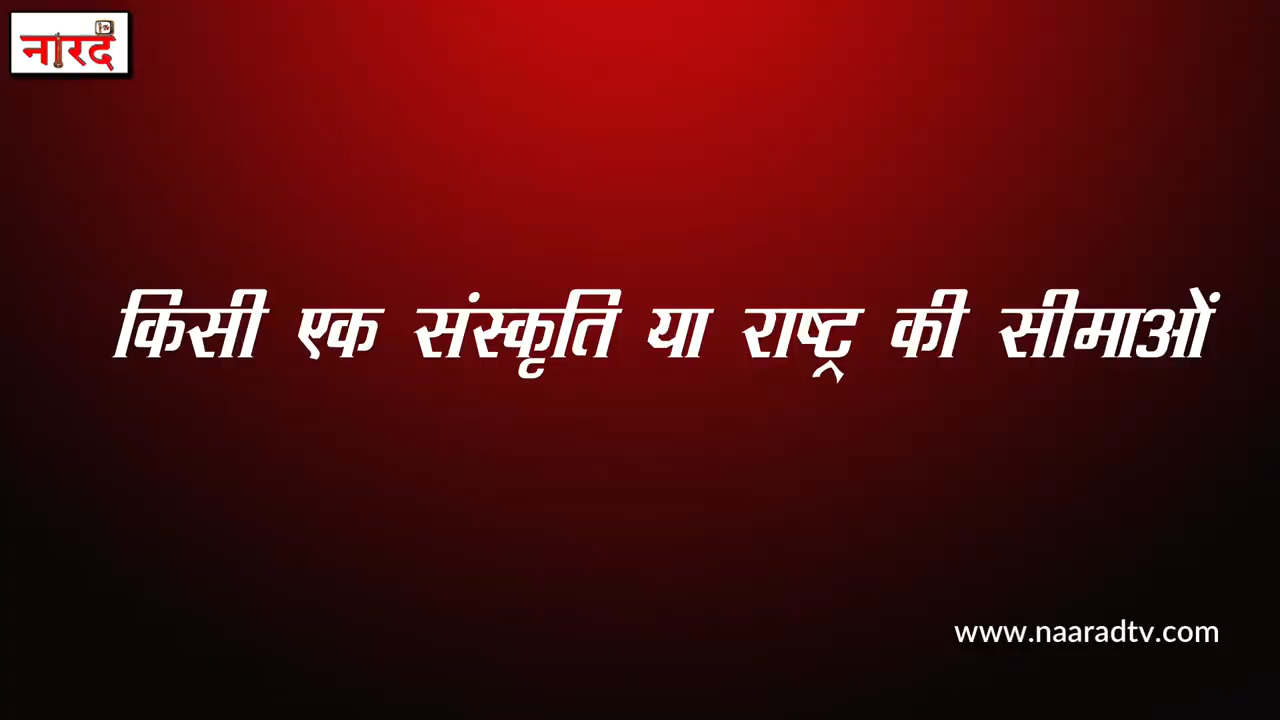 नारद
किसी एक संस्कृति या राष्ट्र की सीमाओं
www.naaradtv.com